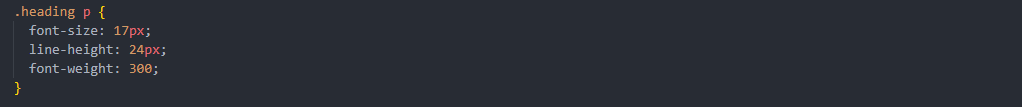 .heading p {
  font-size: 17px;
  line-height: 24px;
  font-weight: 300;
}